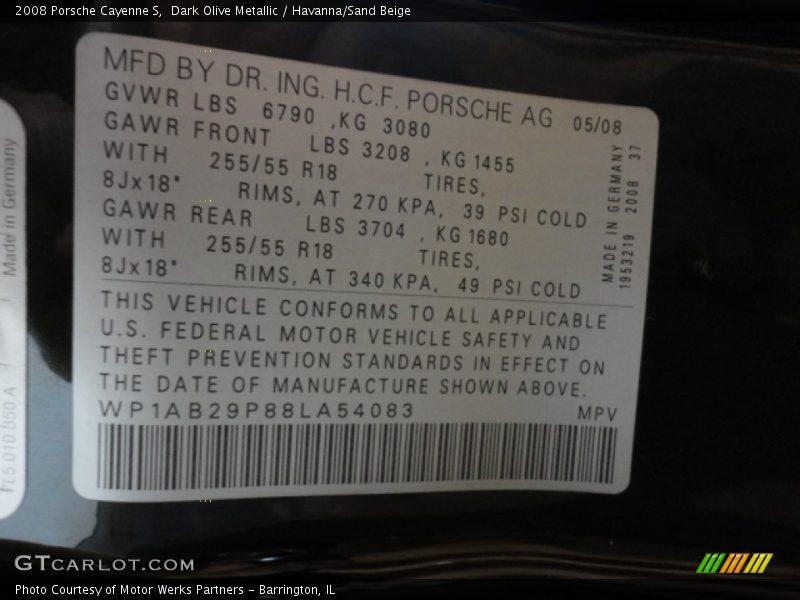 2008 Porsche Cayenne S,  Dark Olive Metallic / Havanna/Sand Beige
MFD BY DR. ING. H.C.F. PORSCHE AG 05/08
GVWR LBS 6790 ,KG 3080
GAWR FRONT LBS 3208 , KG 1455
WITH 255/55 R18 TIRES,
8Jx18" RIMS, AT 270 KPA, 39 PSI COLD
GAWR REAR LBS 3704 , KG 1680
WITH 255/55 R18 TIRES,
8Jx18" RIMS, AT 340 KPA, 49 PSI COLD
MADE IN GERMANY
1953219 2008 37
THIS VEHICLE CONFORMS TO ALL APPLICABLE
U.S. FEDERAL MOTOR VEHICLE SAFETY AND
THEFT PREVENTION STANDARDS IN EFFECT ON
THE DATE OF MANUFACTURE SHOWN ABOVE.
WP1AB29P88LA54083 MPV
Made in Germany
GTCARLOT.COM
Photo Courtesy of Motor Werks Partners - Barrington, IL